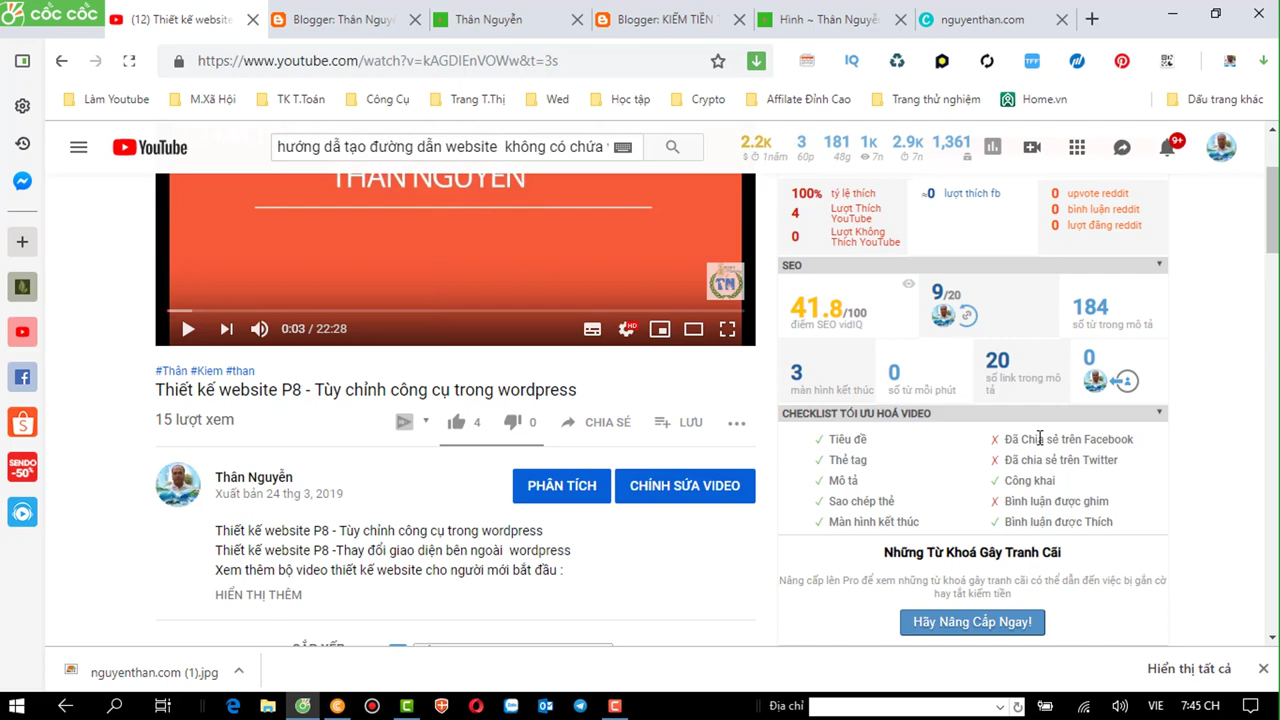 cốc cốc
(12) Thiết kế website
Blogger: Thân Nguyễ
Thân Nguyễn
Blogger: KIẾM TIỀN
Hình ~ Thân Nguyễ
nguyenthan.com
https://www.youtube.com/watch?v=kAGDIEnVOWw&t=3s
IQ
TFF
Làm Youtube
M.Xã Hội
TK T.Toán
Công Cụ
Trang T.Thị
Wed
Học tập
Crypto
Affilate Đỉnh Cao
Trang thử nghiệm
Home.vn
Dấu trang khác
YouTube
hướng dẫ tạo đường dẫn website không có chứa
2.2K
3
181
1K
2.9K
1,361
1năm
60p
48g
7n
7n
9+
THÂN NGUYỄN
TN
0:03 / 22:28
HD
#Thân #Kiem #than
Thiết kế website P8 - Tùy chỉnh công cụ trong wordpress
15 lượt xem
4
0
CHIA SẺ
LƯU
Thân Nguyễn
Xuất bản 24 thg 3, 2019
PHÂN TÍCH
CHỈNH SỬA VIDEO
Thiết kế website P8 - Tùy chỉnh công cụ trong wordpress
Thiết kế website P8 -Thay đổi giao diện bên ngoài wordpress
Xem thêm bộ video thiết kế website cho người mới bắt đầu :
HIỂN THỊ THÊM
100% tỷ lệ thích
4 Lượt Thích YouTube
0 Lượt Không Thích YouTube
≈0 lượt thích fb
0 upvote reddit
0 bình luận reddit
0 lượt đăng reddit
SEO
41.8/100
điểm SEO vidIQ
9/20
184
số từ trong mô tả
3
màn hình kết thúc
0
số từ mỗi phút
20
số link trong mô tả
0
CHECKLIST TỐI ƯU HOÁ VIDEO
Tiêu đề
Đã Chia sẻ trên Facebook
Thẻ tag
Đã chia sẻ trên Twitter
Mô tả
Công khai
Sao chép thẻ
Bình luận được ghim
Màn hình kết thúc
Bình luận được Thích
Những Từ Khoá Gây Tranh Cãi
Nâng cấp lên Pro để xem những từ khoá gây tranh cãi có thể dẫn đến việc bị gắn cờ
hay tắt kiếm tiền
Hãy Nâng Cấp Ngay!
SENDO
-50%
nguyenthan.com (1).jpg
Hiển thị tất cả
Địa chỉ
VIE
7:45 CH